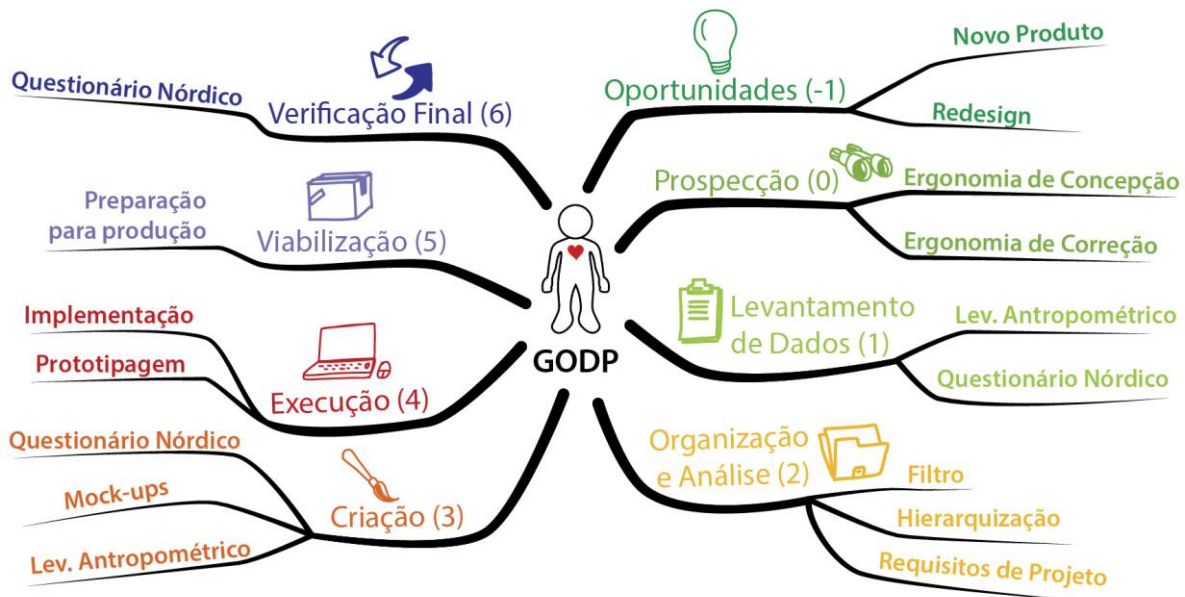 GODP
Oportunidades (-1)
Novo Produto
Redesign
Prospecção (0)
Ergonomia de Concepção
Ergonomia de Correção
Levantamento
de Dados (1)
Lev. Antropométrico
Questionário Nórdico
Organização
e Análise (2)
Filtro
Hierarquização
Requisitos de Projeto
Criação (3)
Questionário Nórdico
Mock-ups
Lev. Antropométrico
Execução (4)
Implementação
Prototipagem
Viabilização (5)
Preparação
para produção
Verificação Final (6)
Questionário Nórdico